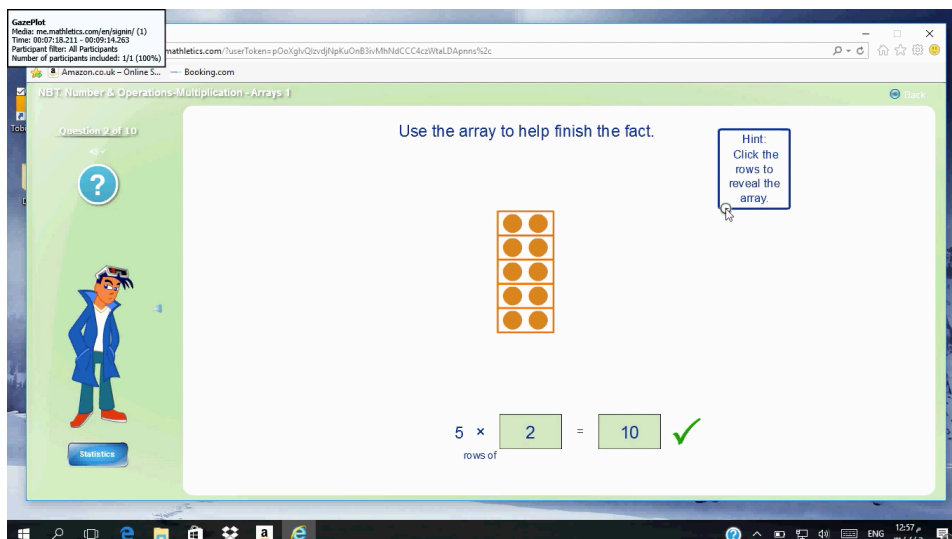 GazePlot
Media: me.mathletics.com/en/signin/ (1)
Time: 00:07:18.211 - 00:09:14.263
Participant filter: All Participants
Number of participants included: 1/1 (100%)
mathletics.com/?userToken=pOoXglvQlzvdjNpKuOnB3ivMhNdCCC4czWtaLDApnns%2c
Amazon.co.uk – Online S...
Booking.com
NBT. Number & Operations-Multiplication - Arrays 1
Back
Question 2 of 10
Use the array to help finish the fact.
Hint:
Click the
rows to
reveal the
array.
?
5 × 2 = 10
rows of
Statistics
ENG 12:57 م